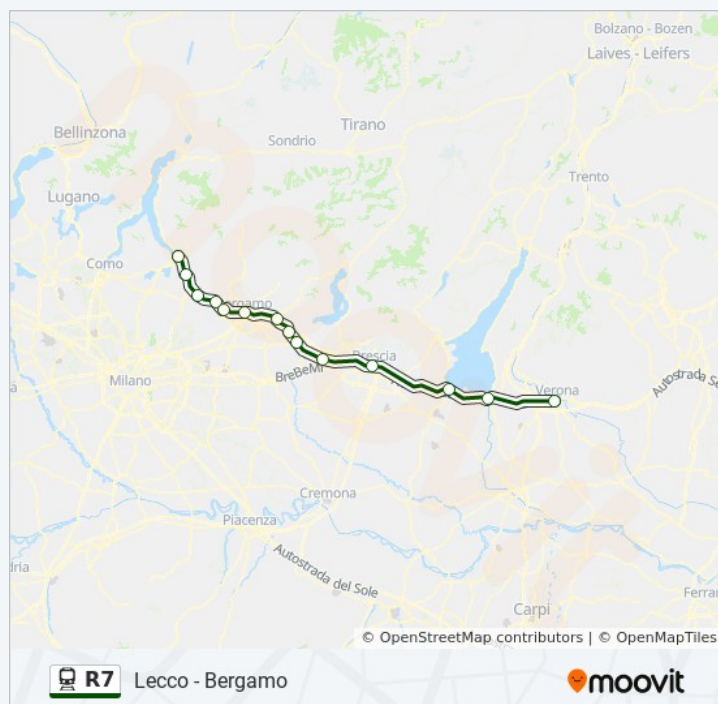 Bolzano - Bozen
Laives - Leifers
Tirano
Bellinzona
Sondrio
Trento
Lugano
Como
Bergamo
Brescia
BreBeMi
Milano
Verona
Autostrada Se
Cremona
Piacenza
Autostrada del Sole
dria
Ferrar
Carpi
© OpenStreetMap contributors | © OpenMapTiles
R7 Lecco - Bergamo
moovit